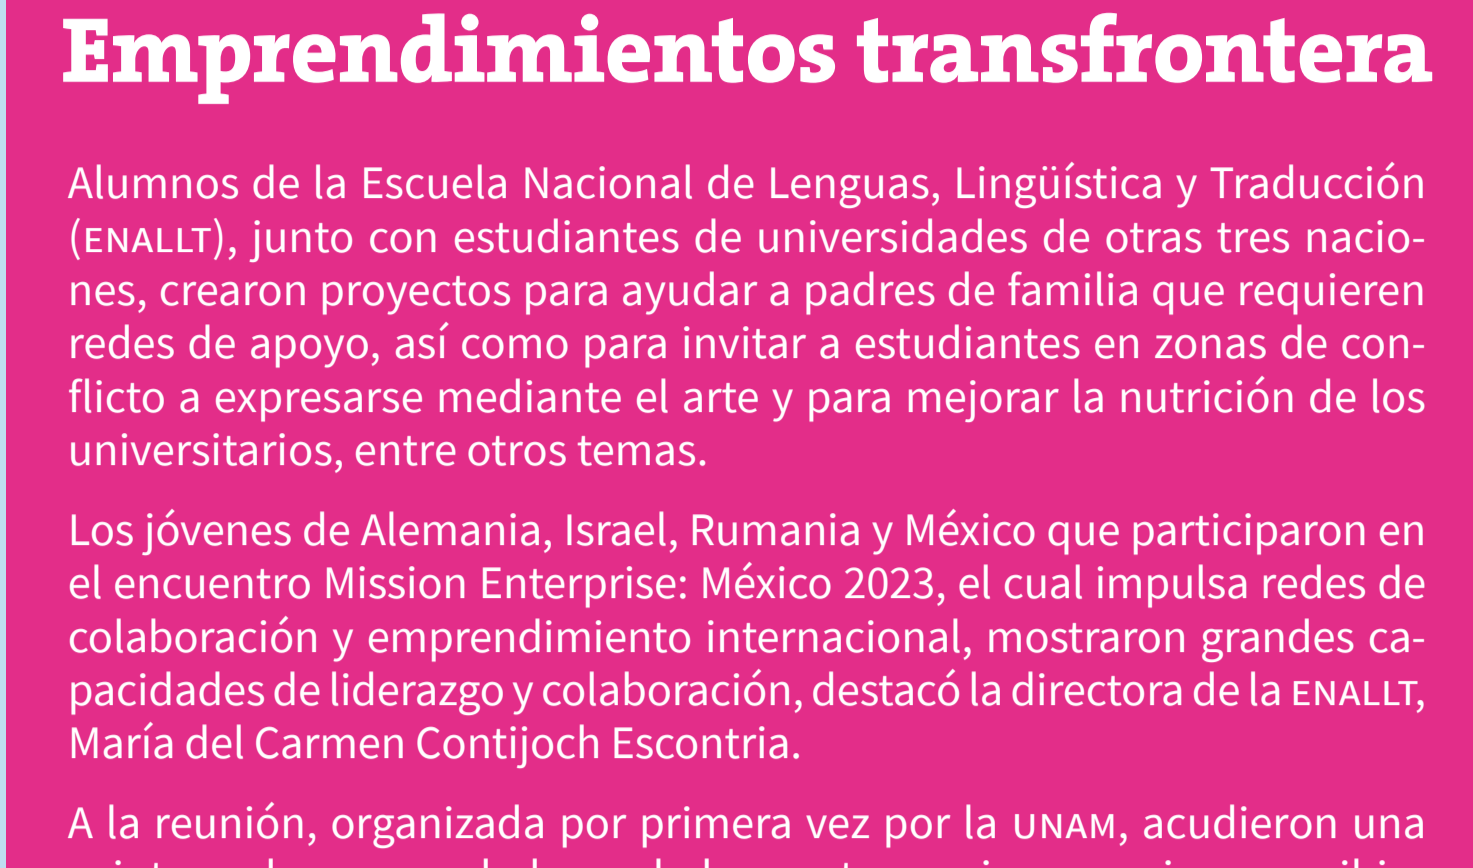 Emprendimientos transfrontera
Alumnos de la Escuela Nacional de Lenguas, Lingüística y Traducción
(ENALLT), junto con estudiantes de universidades de otras tres nacio-
nes, crearon proyectos para ayudar a padres de familia que requieren
redes de apoyo, así como para invitar a estudiantes en zonas de con-
flicto a expresarse mediante el arte y para mejorar la nutrición de los
universitarios, entre otros temas.
Los jóvenes de Alemania, Israel, Rumania y México que participaron en
el encuentro Mission Enterprise: México 2023, el cual impulsa redes de
colaboración y emprendimiento internacional, mostraron grandes ca-
pacidades de liderazgo y colaboración, destacó la directora de la ENALLT,
María del Carmen Contijoch Escontria.
A la reunión, organizada por primera vez por la UNAM, acudieron una